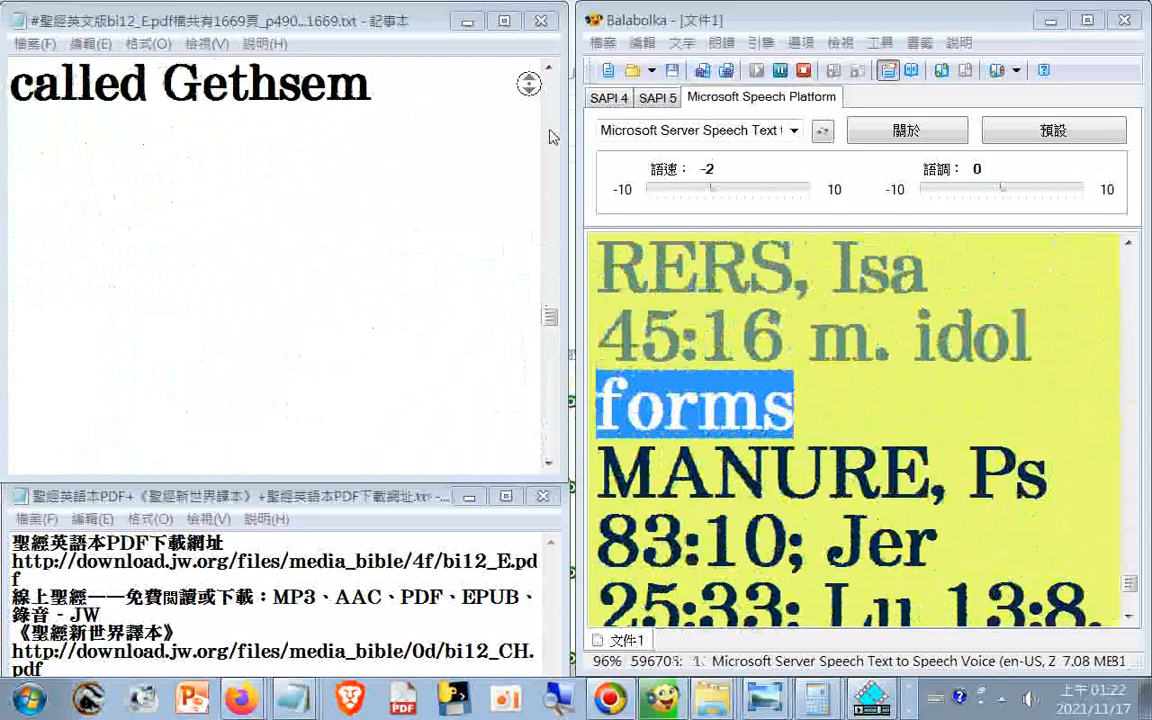 #聖經英文版bi12_E.pdf檔共有1669頁_p490...1669.txt - 記事本
檔案(F) 編輯(E) 格式(O) 檢視(V) 說明(H)
called Gethsem
聖經英語本PDF+《聖經新世界譯本》+聖經英語本PDF下載網址.txt -...
檔案(F) 編輯(E) 格式(O) 檢視(V) 說明(H)
聖經英語本PDF下載網址
http://download.jw.org/files/media_bible/4f/bi12_E.pd
f
線上聖經——免費閱讀或下載：MP3、AAC、PDF、EPUB、
錄音 - JW
《聖經新世界譯本》
http://download.jw.org/files/media_bible/0d/bi12_CH.
pdf
Balabolka - [文件1]
檔案 編輯 文字 朗讀 引擎 選項 檢視 工具 書籤 說明
SAPI 4 SAPI 5 Microsoft Speech Platform
Microsoft Server Speech Text 關於 預設
語速： -2 語調： 0
-10 10 -10 10
RERS, Isa
45:16 m. idol
forms
MANURE, Ps
83:10; Jer
25:33; Lu 13:8.
文件1
96% Microsoft Server Speech Text to Speech Voice (en-US, Z 7.08 MB
上午 01:22
2021/11/17